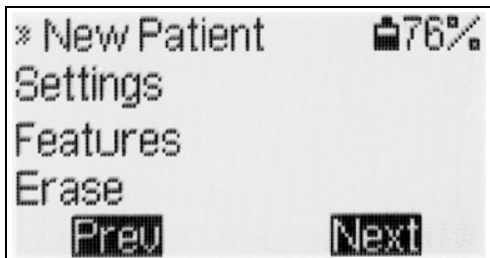 » New Patient 76%
Settings
Features
Erase
Prev Next